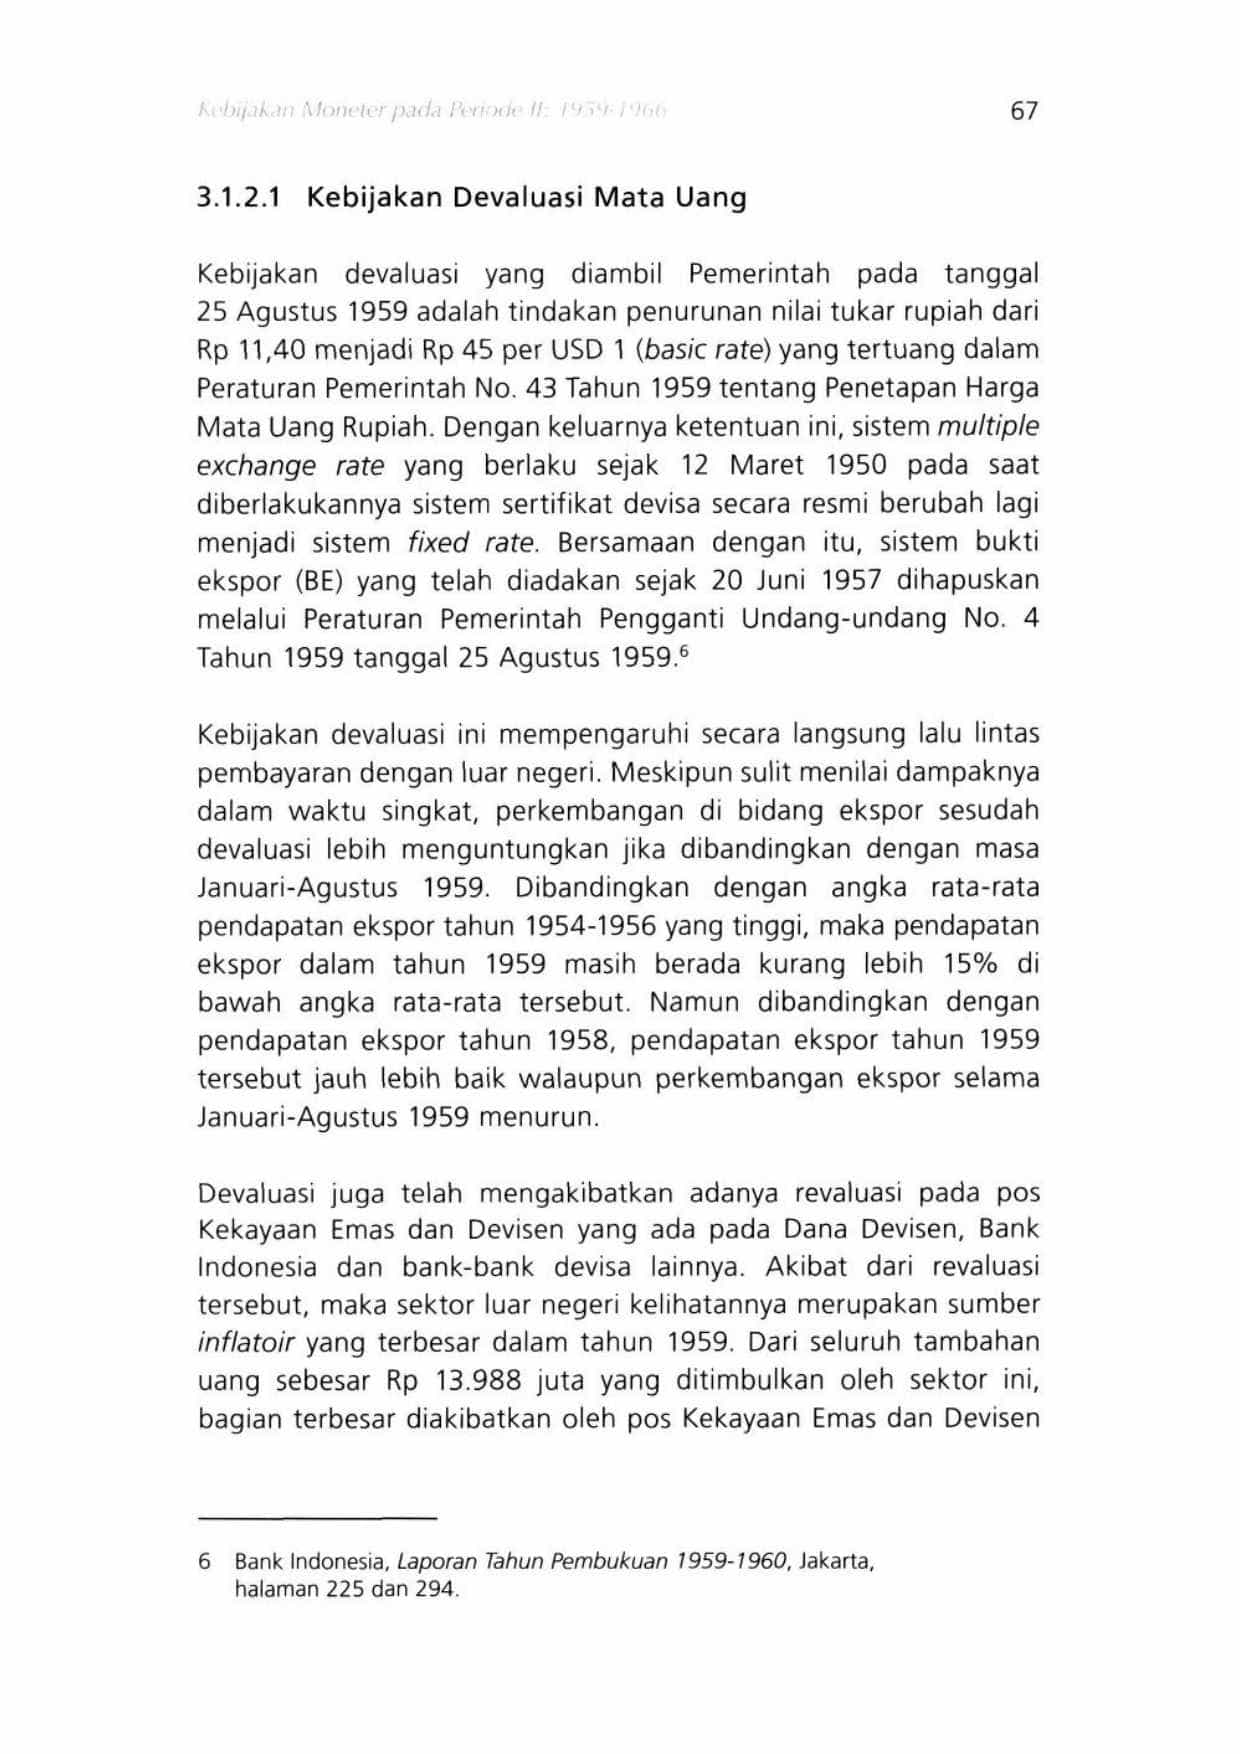 Kebijakan Moneter pada Periode II: 1959-1966
67
3.1.2.1 Kebijakan Devaluasi Mata Uang
Kebijakan devaluasi yang diambil Pemerintah pada tanggal
25 Agustus 1959 adalah tindakan penurunan nilai tukar rupiah dari
Rp 11,40 menjadi Rp 45 per USD 1 (basic rate) yang tertuang dalam
Peraturan Pemerintah No. 43 Tahun 1959 tentang Penetapan Harga
Mata Uang Rupiah. Dengan keluarnya ketentuan ini, sistem multiple
exchange rate yang berlaku sejak 12 Maret 1950 pada saat
diberlakukannya sistem sertifikat devisa secara resmi berubah lagi
menjadi sistem fixed rate. Bersamaan dengan itu, sistem bukti
ekspor (BE) yang telah diadakan sejak 20 Juni 1957 dihapuskan
melalui Peraturan Pemerintah Pengganti Undang-undang No. 4
Tahun 1959 tanggal 25 Agustus 1959.⁶
Kebijakan devaluasi ini mempengaruhi secara langsung lalu lintas
pembayaran dengan luar negeri. Meskipun sulit menilai dampaknya
dalam waktu singkat, perkembangan di bidang ekspor sesudah
devaluasi lebih menguntungkan jika dibandingkan dengan masa
Januari-Agustus 1959. Dibandingkan dengan angka rata-rata
pendapatan ekspor tahun 1954-1956 yang tinggi, maka pendapatan
ekspor dalam tahun 1959 masih berada kurang lebih 15% di
bawah angka rata-rata tersebut. Namun dibandingkan dengan
pendapatan ekspor tahun 1958, pendapatan ekspor tahun 1959
tersebut jauh lebih baik walaupun perkembangan ekspor selama
Januari-Agustus 1959 menurun.
Devaluasi juga telah mengakibatkan adanya revaluasi pada pos
Kekayaan Emas dan Devisen yang ada pada Dana Devisen, Bank
Indonesia dan bank-bank devisa lainnya. Akibat dari revaluasi
tersebut, maka sektor luar negeri kelihatannya merupakan sumber
inflatoir yang terbesar dalam tahun 1959. Dari seluruh tambahan
uang sebesar Rp 13.988 juta yang ditimbulkan oleh sektor ini,
bagian terbesar diakibatkan oleh pos Kekayaan Emas dan Devisen
6 Bank Indonesia, Laporan Tahun Pembukuan 1959-1960, Jakarta,
halaman 225 dan 294.